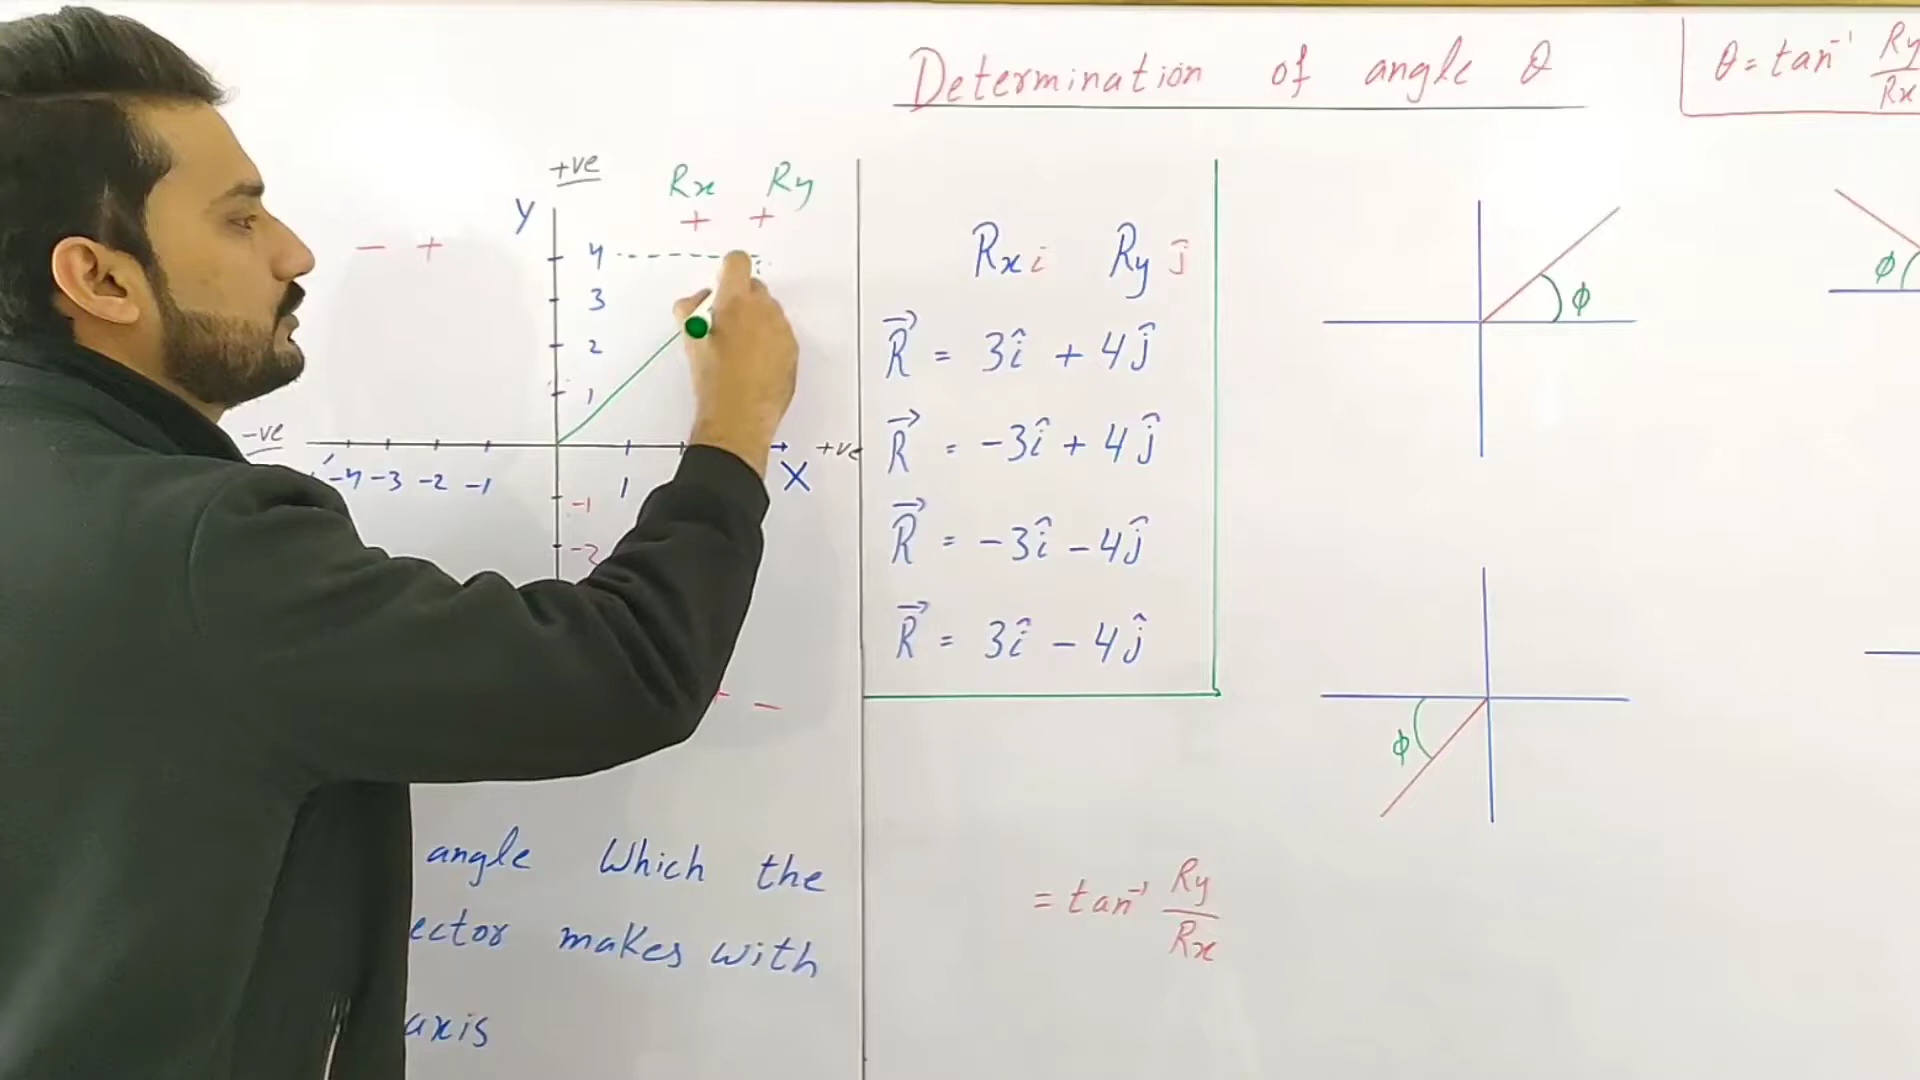 Determination of angle θ
θ = tan⁻¹ Ry/Rx
+ve
Y
Rx Ry
+ +
- +
4
3
2
1
-ve
+ve
X
-4 -3 -2 -1
1
-1
-2
-
Rx i Ry j
R⃗ = 3î + 4ĵ
R⃗ = -3î + 4ĵ
R⃗ = -3î - 4ĵ
R⃗ = 3î - 4ĵ
ϕ
ϕ
ϕ
angle Which the
ector makes with
axis
= tan⁻¹ Ry/Rx